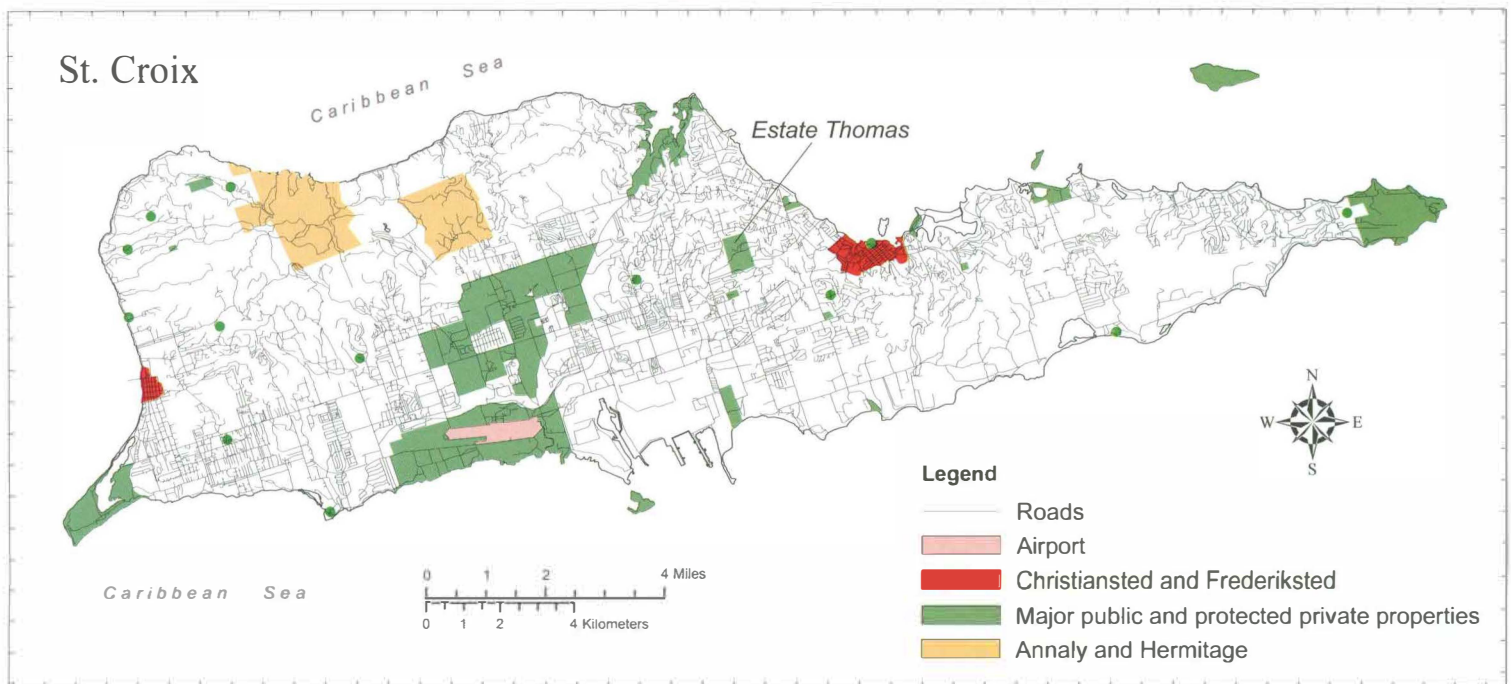 St. Croix
Caribbean Sea
Estate Thomas
N
W E
S
Legend
Roads
Airport
Christiansted and Frederiksted
Major public and protected private properties
Annaly and Hermitage
Caribbean Sea
0 1 2 4 Miles
0 1 2 4 Kilometers